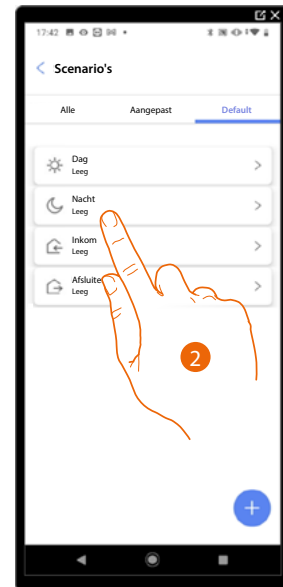 17:42
Scenario's
Alle Aangepast Default
Dag
Leeg
Nacht
Leeg
Inkom
Leeg
Afsluite
Leeg
2